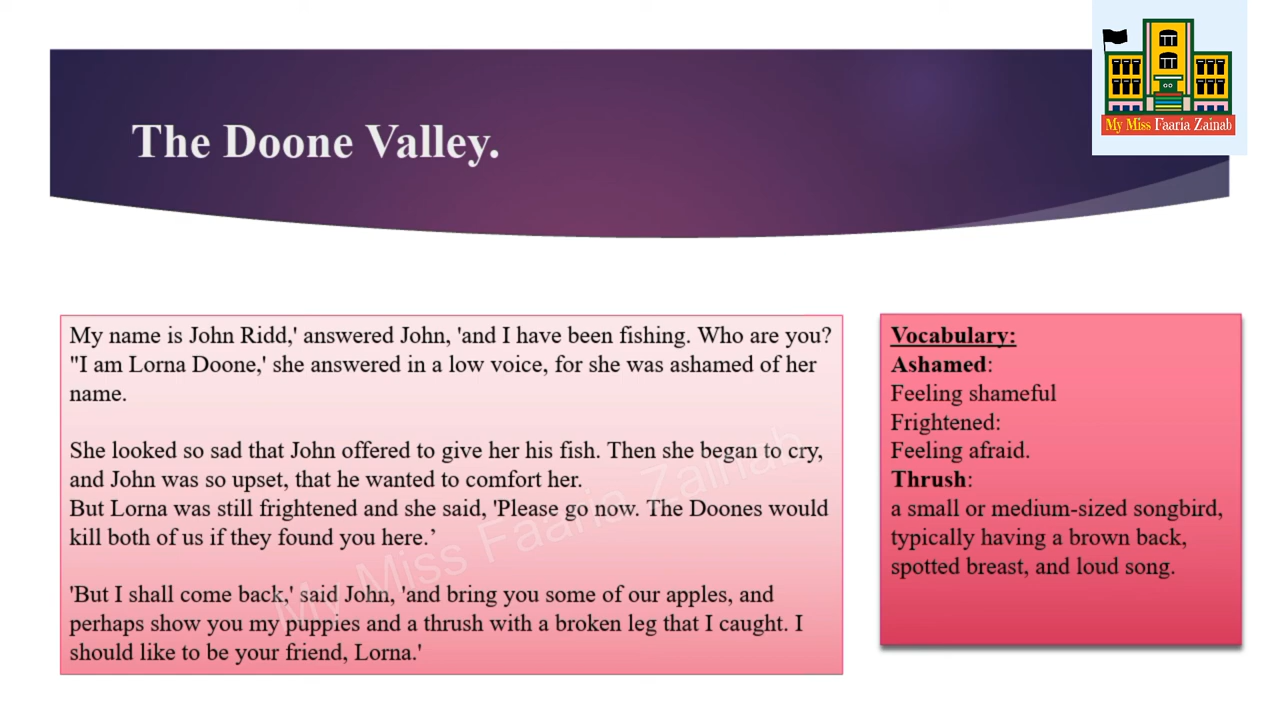 My Miss Faaria Zainab
The Doone Valley.
My name is John Ridd,' answered John, 'and I have been fishing. Who are you?
"I am Lorna Doone,' she answered in a low voice, for she was ashamed of her
name.
She looked so sad that John offered to give her his fish. Then she began to cry,
and John was so upset, that he wanted to comfort her.
But Lorna was still frightened and she said, 'Please go now. The Doones would
kill both of us if they found you here.’
'But I shall come back,' said John, 'and bring you some of our apples, and
perhaps show you my puppies and a thrush with a broken leg that I caught. I
should like to be your friend, Lorna.'
My Miss Faaria Zainab
Vocabulary:
Ashamed:
Feeling shameful
Frightened:
Feeling afraid.
Thrush:
a small or medium-sized songbird,
typically having a brown back,
spotted breast, and loud song.